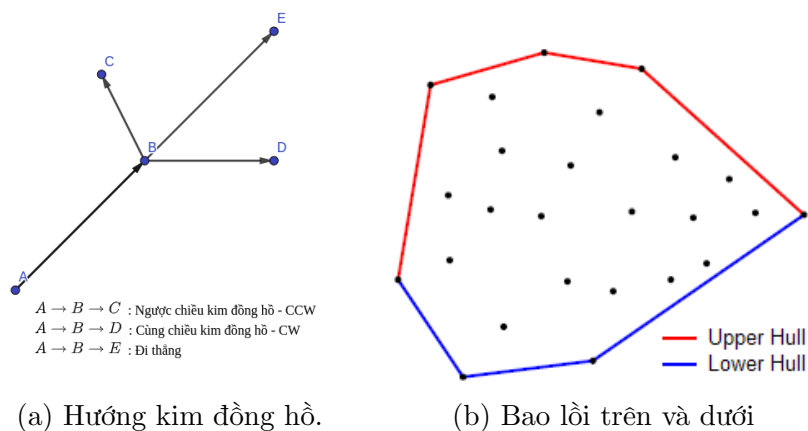 E
C
B
D
A
A → B → C : Ngược chiều kim đồng hồ - CCW
A → B → D : Cùng chiều kim đồng hồ - CW
A → B → E : Đi thẳng
Upper Hull
Lower Hull
(a) Hướng kim đồng hồ.
(b) Bao lồi trên và dưới